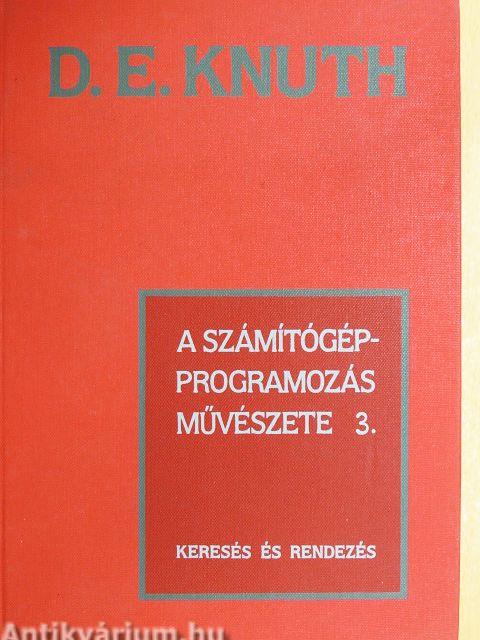 D. E. KNUTH
A SZÁMÍTÓGÉP-
PROGRAMOZÁS
MŰVÉSZETE 3.
KERESÉS ÉS RENDEZÉS
Antikvárium.hu